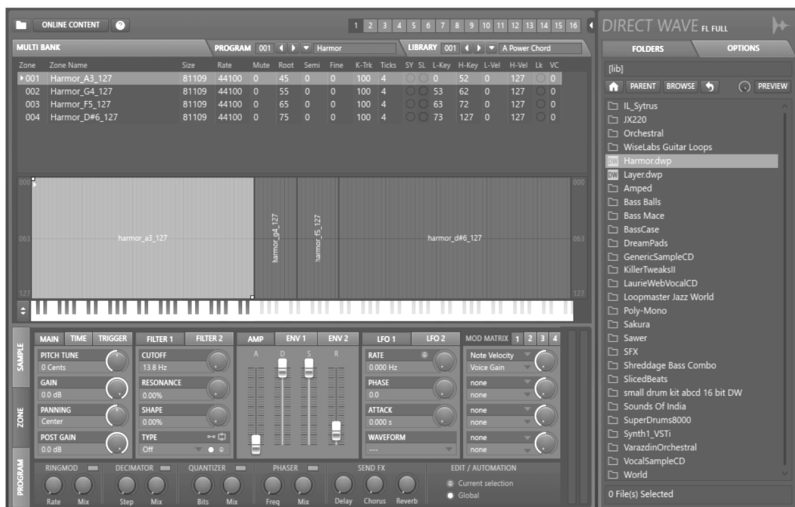 ONLINE CONTENT ?
1 2 3 4 5 6 7 8 9 10 11 12 13 14 15 16
DIRECT WAVE FL FULL
MULTI BANK
PROGRAM 001 Harmor
LIBRARY 001 A Power Chord
FOLDERS OPTIONS
Zone Zone Name Size Rate Mute Root Semi Fine K-Trk Ticks SY SL L-Key H-Key L-Vel H-Vel Lk VC
001 Harmor_A3_127 81109 44100 0 45 0 0 100 4 0 52 0 127 0
002 Harmor_G4_127 81109 44100 0 55 0 0 100 4 53 62 0 127 0
003 Harmor_F5_127 81109 44100 0 65 0 0 100 4 63 72 0 127 0
004 Harmor_D#6_127 81109 44100 0 75 0 0 100 4 73 127 0 127 0
000 000
063 harmor_a3_127 harmor_g4_127 harmor_f5_127 harmor_d#6_127 063
127 127
SAMPLE
ZONE
PROGRAM
MAIN TIME TRIGGER
PITCH TUNE
0 Cents
GAIN
0.0 dB
PANNING
Center
POST GAIN
0.0 dB
FILTER 1 FILTER 2
CUTOFF
13.8 Hz
RESONANCE
0.00%
SHAPE
0.00%
TYPE
Off
AMP ENV 1 ENV 2
A D S R
LFO 1 LFO 2
RATE
0.000 Hz
PHASE
0.0
ATTACK
0.000 s
WAVEFORM
---
MOD MATRIX 1 2 3 4
Note Velocity
Voice Gain
none
none
none
none
none
none
RINGMOD DECIMATOR QUANTIZER PHASER SEND FX EDIT / AUTOMATION
Current selection
Global
Rate Mix Step Mix Bits Mix Freq Mix Delay Chorus Reverb
[lib]
PARENT BROWSE PREVIEW
IL_Sytrus
JX220
Orchestral
WiseLabs Guitar Loops
DW Harmor.dwp
DW Layer.dwp
Amped
Bass Balls
Bass Mace
BassCase
DreamPads
GenericSampleCD
KillerTweaksII
LaurieWebVocalCD
Loopmaster Jazz World
Poly-Mono
Sakura
Sawer
SFX
Shreddage Bass Combo
SlicedBeats
small drum kit abcd 16 bit DW
Sounds Of India
SuperDrums8000
Synth1_VSTi
VarazdinOrchestral
VocalSampleCD
World
0 File(s) Selected